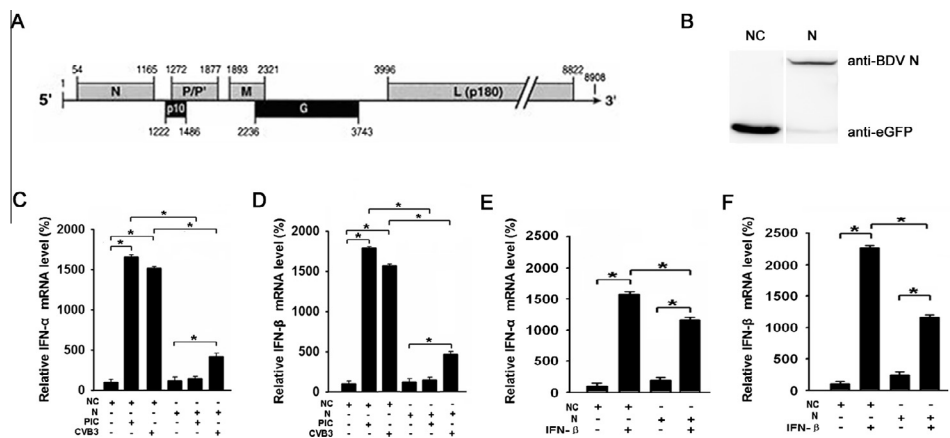 A
54 1165 1272 1877 1893 2321 3996 8822
8908
1
5' N P/P' M L (p180) 3'
p10 G
1222 1486 2236 3743
B
NC N
anti-BDV N
anti-eGFP
C
Relative IFN-α mRNA level (%)
2000
1500
1000
500
0
* * * * *
NC + + + - - -
N - - - + + +
PIC - + - - + -
CVB3 - - + - - +
D
Relative IFN-β mRNA level (%)
2000
1500
1000
500
0
* * * * *
NC + + + - - -
N - - - + + +
PIC - + - - + -
CVB3 - - + - - +
E
Relative IFN-α mRNA level (%)
2500
2000
1500
1000
500
0
* * *
NC + + - -
N - - + +
IFN- β - + - +
F
Relative IFN-β mRNA level (%)
2500
2000
1500
1000
500
0
* * *
NC + + - -
N - - + +
IFN- β - + - +